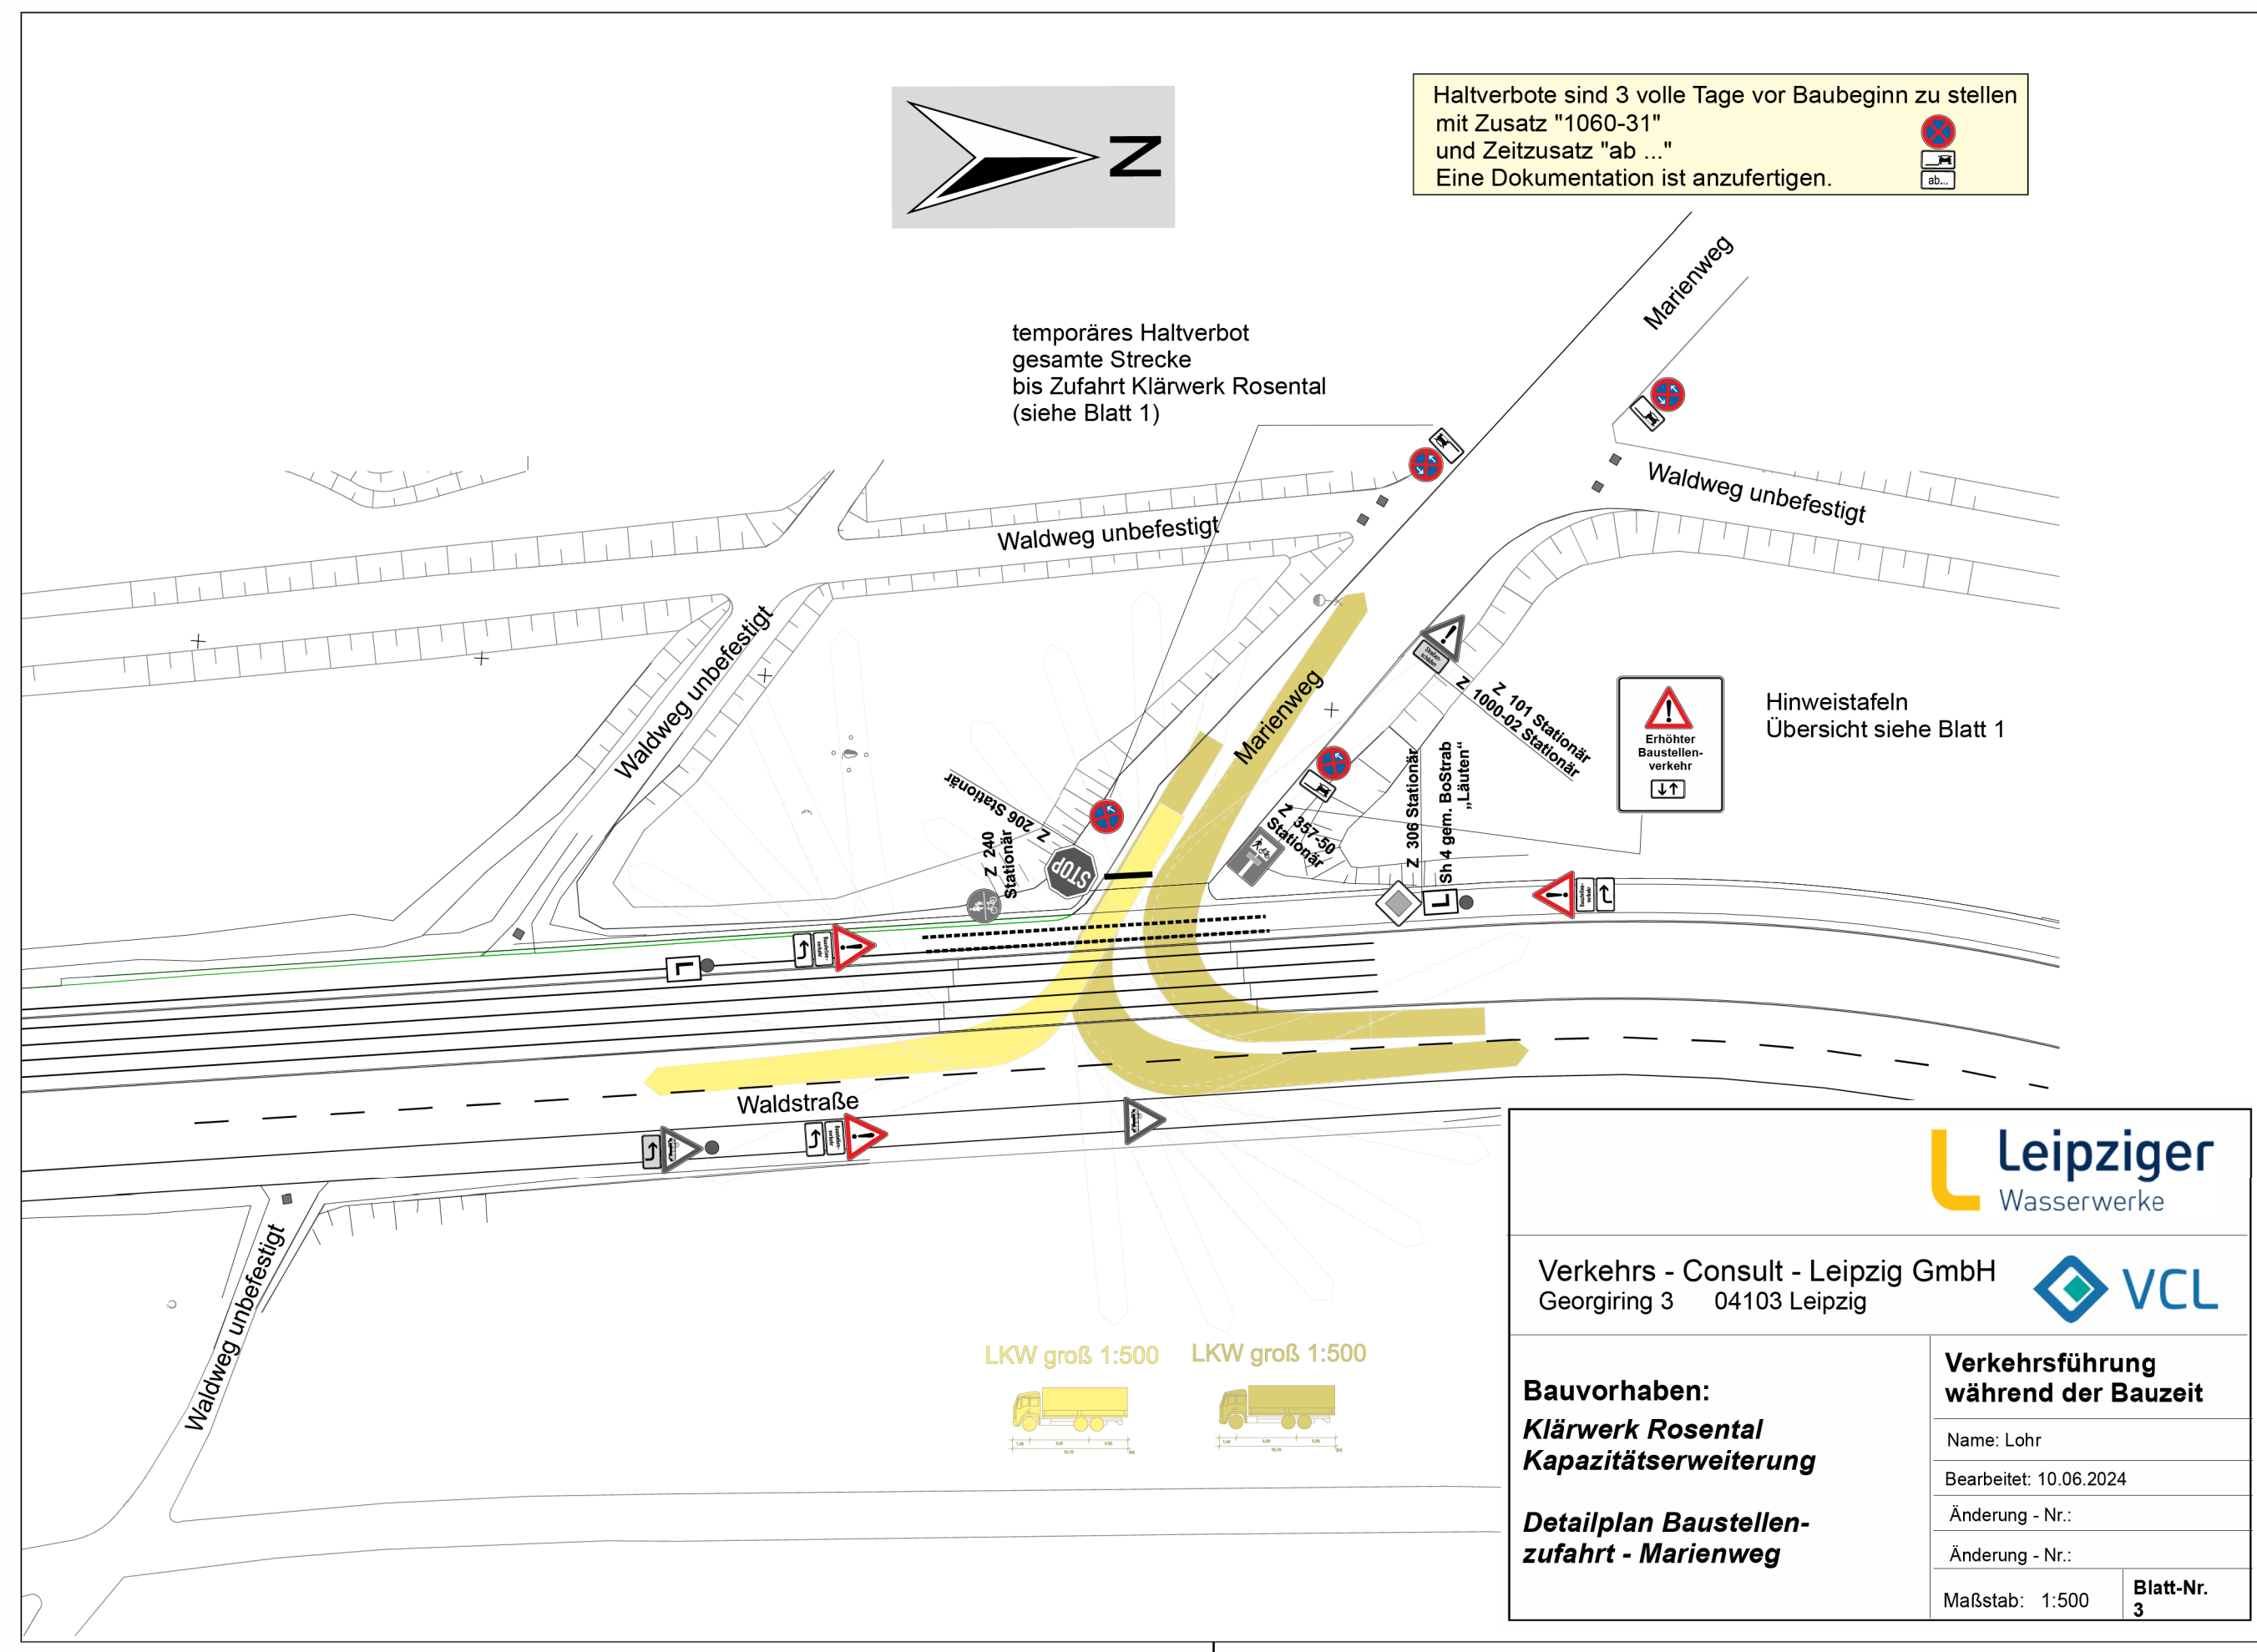 N
Haltverbote sind 3 volle Tage vor Baubeginn zu stellen
mit Zusatz "1060-31"
und Zeitzusatz "ab ..."
Eine Dokumentation ist anzufertigen.
ab...
Marienweg
temporäres Haltverbot
gesamte Strecke
bis Zufahrt Klärwerk Rosental
(siehe Blatt 1)
Waldweg unbefestigt
Waldweg unbefestigt
Waldweg unbefestigt
Marienweg
Z 101 Stationär
Z 1000-02 Stationär
Erhöhter
Baustellen-
verkehr
Hinweistafeln
Übersicht siehe Blatt 1
Z 206 Stationär
Z 240
Stationär
STOP
Z 357-50
Stationär
Z 306 Stationär
Sh 4 gem. BoStrab
„Läuten“
L
L
Waldstraße
Waldweg unbefestigt
LKW groß 1:500
LKW groß 1:500
Leipziger
Wasserwerke
Verkehrs - Consult - Leipzig GmbH
Georgiring 3 04103 Leipzig
VCL
Bauvorhaben:
Klärwerk Rosental
Kapazitätserweiterung
Detailplan Baustellen-
zufahrt - Marienweg
Verkehrsführung
während der Bauzeit
Name: Lohr
Bearbeitet: 10.06.2024
Änderung - Nr.:
Änderung - Nr.:
Maßstab: 1:500
Blatt-Nr.
3